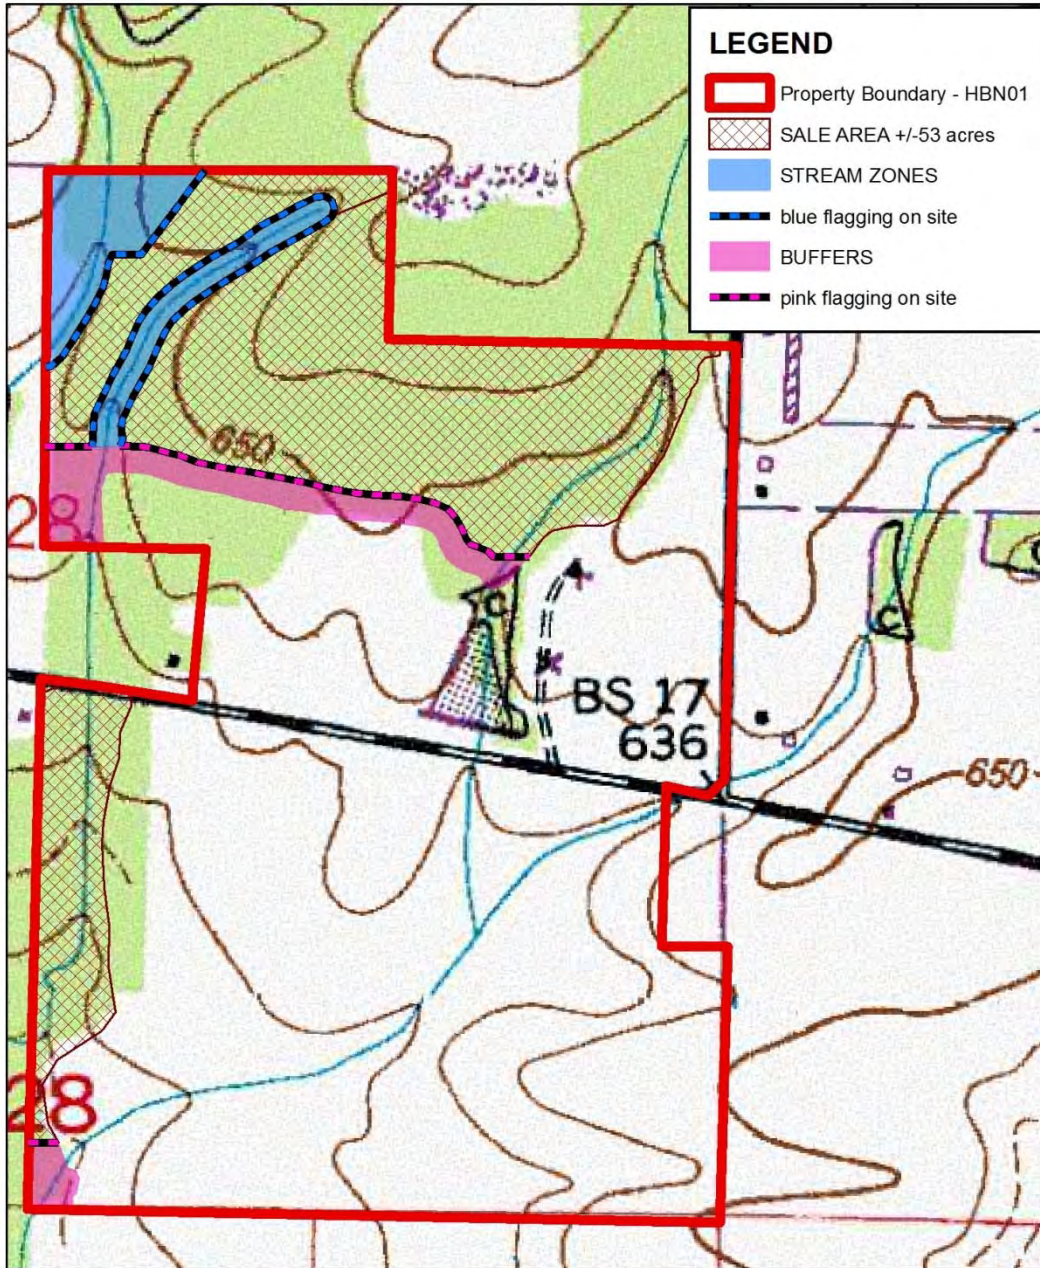 LEGEND
Property Boundary - HBN01
SALE AREA +/-53 acres
STREAM ZONES
blue flagging on site
BUFFERS
pink flagging on site
650
28
C
C
BS 17
636
650
28